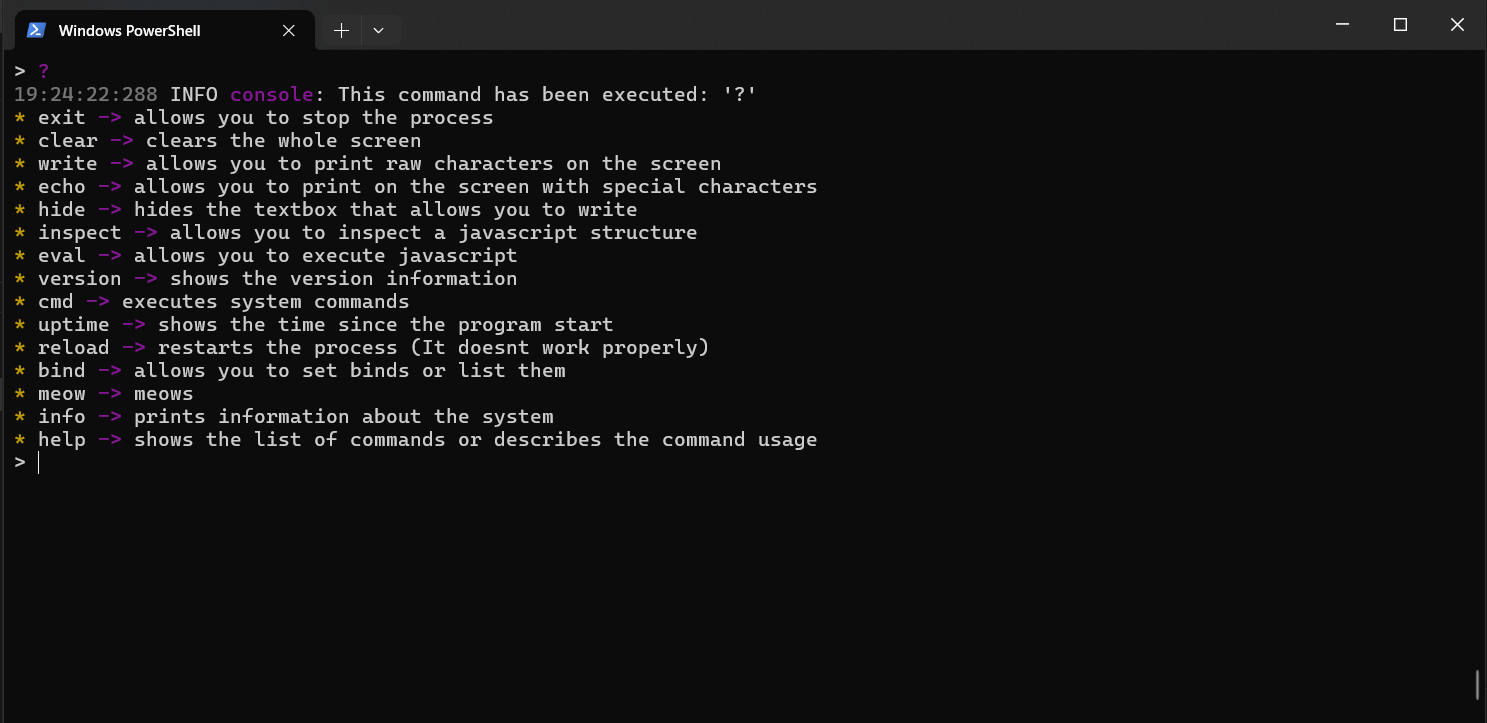 Windows PowerShell
> ?
19:24:22:288 INFO console: This command has been executed: '?'
* exit -> allows you to stop the process
* clear -> clears the whole screen
* write -> allows you to print raw characters on the screen
* echo -> allows you to print on the screen with special characters
* hide -> hides the textbox that allows you to write
* inspect -> allows you to inspect a javascript structure
* eval -> allows you to execute javascript
* version -> shows the version information
* cmd -> executes system commands
* uptime -> shows the time since the program start
* reload -> restarts the process (It doesnt work properly)
* bind -> allows you to set binds or list them
* meow -> meows
* info -> prints information about the system
* help -> shows the list of commands or describes the command usage
>